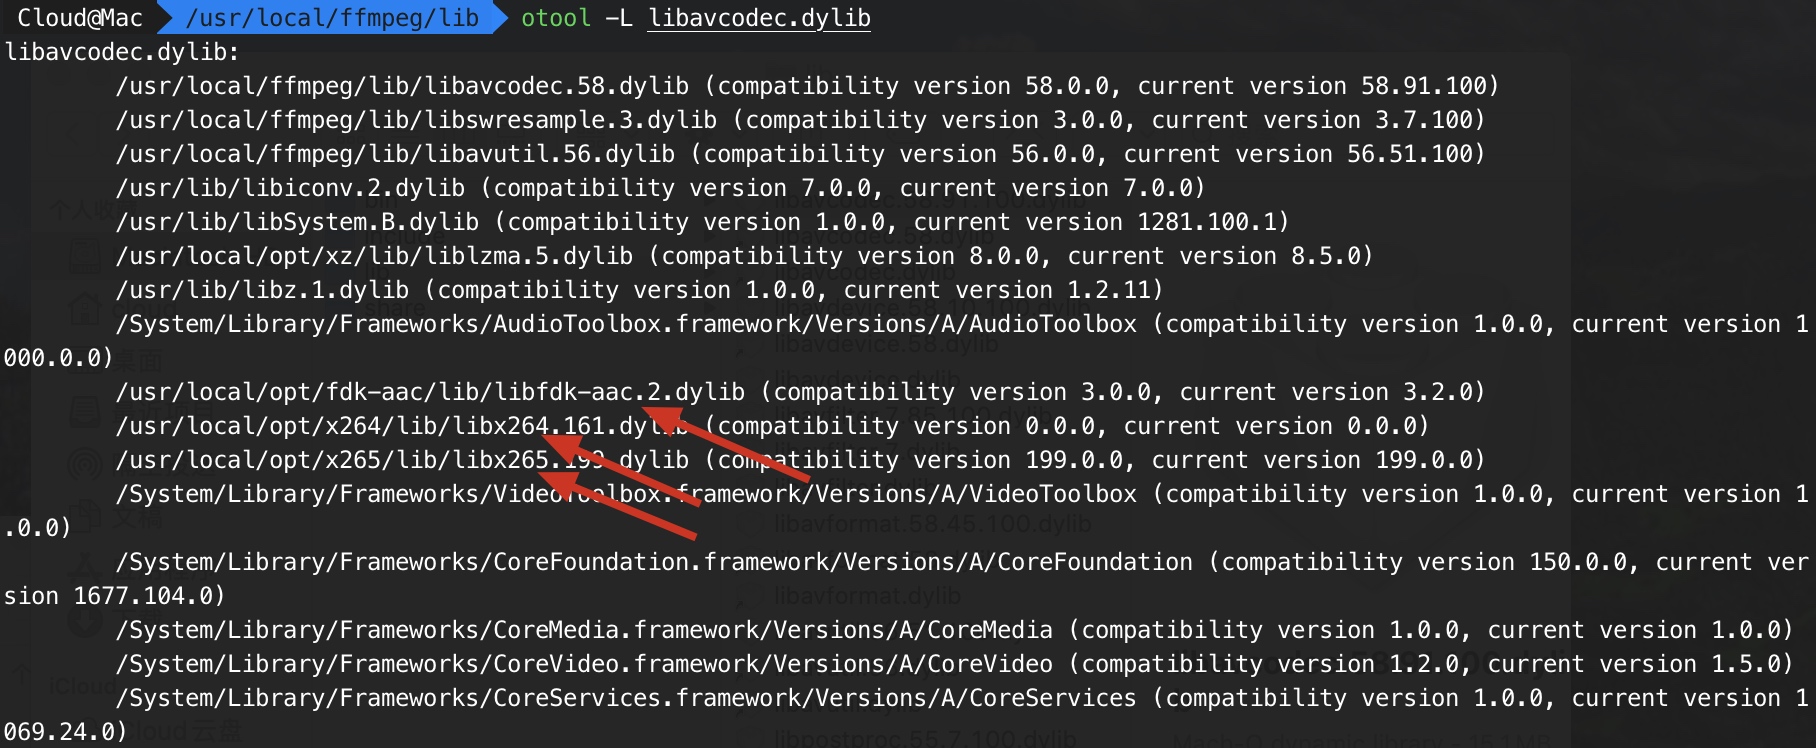 Cloud@Mac /usr/local/ffmpeg/lib otool -L libavcodec.dylib
libavcodec.dylib:
/usr/local/ffmpeg/lib/libavcodec.58.dylib (compatibility version 58.0.0, current version 58.91.100)
/usr/local/ffmpeg/lib/libswresample.3.dylib (compatibility version 3.0.0, current version 3.7.100)
/usr/local/ffmpeg/lib/libavutil.56.dylib (compatibility version 56.0.0, current version 56.51.100)
/usr/lib/libiconv.2.dylib (compatibility version 7.0.0, current version 7.0.0)
/usr/lib/libSystem.B.dylib (compatibility version 1.0.0, current version 1281.100.1)
/usr/local/opt/xz/lib/liblzma.5.dylib (compatibility version 8.0.0, current version 8.5.0)
/usr/lib/libz.1.dylib (compatibility version 1.0.0, current version 1.2.11)
/System/Library/Frameworks/AudioToolbox.framework/Versions/A/AudioToolbox (compatibility version 1.0.0, current version 1
000.0.0)
/usr/local/opt/fdk-aac/lib/libfdk-aac.2.dylib (compatibility version 3.0.0, current version 3.2.0)
/usr/local/opt/x264/lib/libx264.161.dylib (compatibility version 0.0.0, current version 0.0.0)
/usr/local/opt/x265/lib/libx265.199.dylib (compatibility version 199.0.0, current version 199.0.0)
/System/Library/Frameworks/VideoToolbox.framework/Versions/A/VideoToolbox (compatibility version 1.0.0, current version 1
.0.0)
/System/Library/Frameworks/CoreFoundation.framework/Versions/A/CoreFoundation (compatibility version 150.0.0, current ver
sion 1677.104.0)
/System/Library/Frameworks/CoreMedia.framework/Versions/A/CoreMedia (compatibility version 1.0.0, current version 1.0.0)
/System/Library/Frameworks/CoreVideo.framework/Versions/A/CoreVideo (compatibility version 1.2.0, current version 1.5.0)
/System/Library/Frameworks/CoreServices.framework/Versions/A/CoreServices (compatibility version 1.0.0, current version 1
069.24.0)